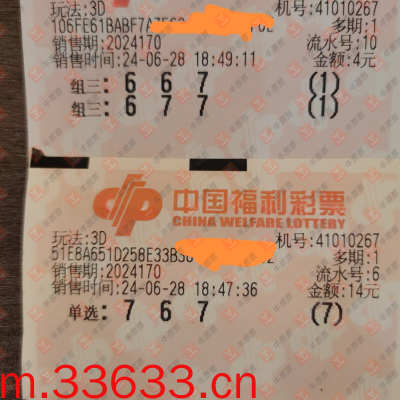 玩法:3D 机号:41010267
106FE61BABF7A7
多期:1
销售期:2024170 流水号:10
销售时间:24-06-28 18:49:11 金额:4元
组三: 6 6 7 (1)
组三: 6 7 7 (1)
中国福利彩票
CHINA WELFARE LOTTERY
玩法:3D 机号:41010267
51E8A651D258E33B3
多期:1
销售期:2024170 流水号:6
销售时间:24-06-28 18:47:36 金额:14元
单选: 7 6 7 (7)
m.33633.cn